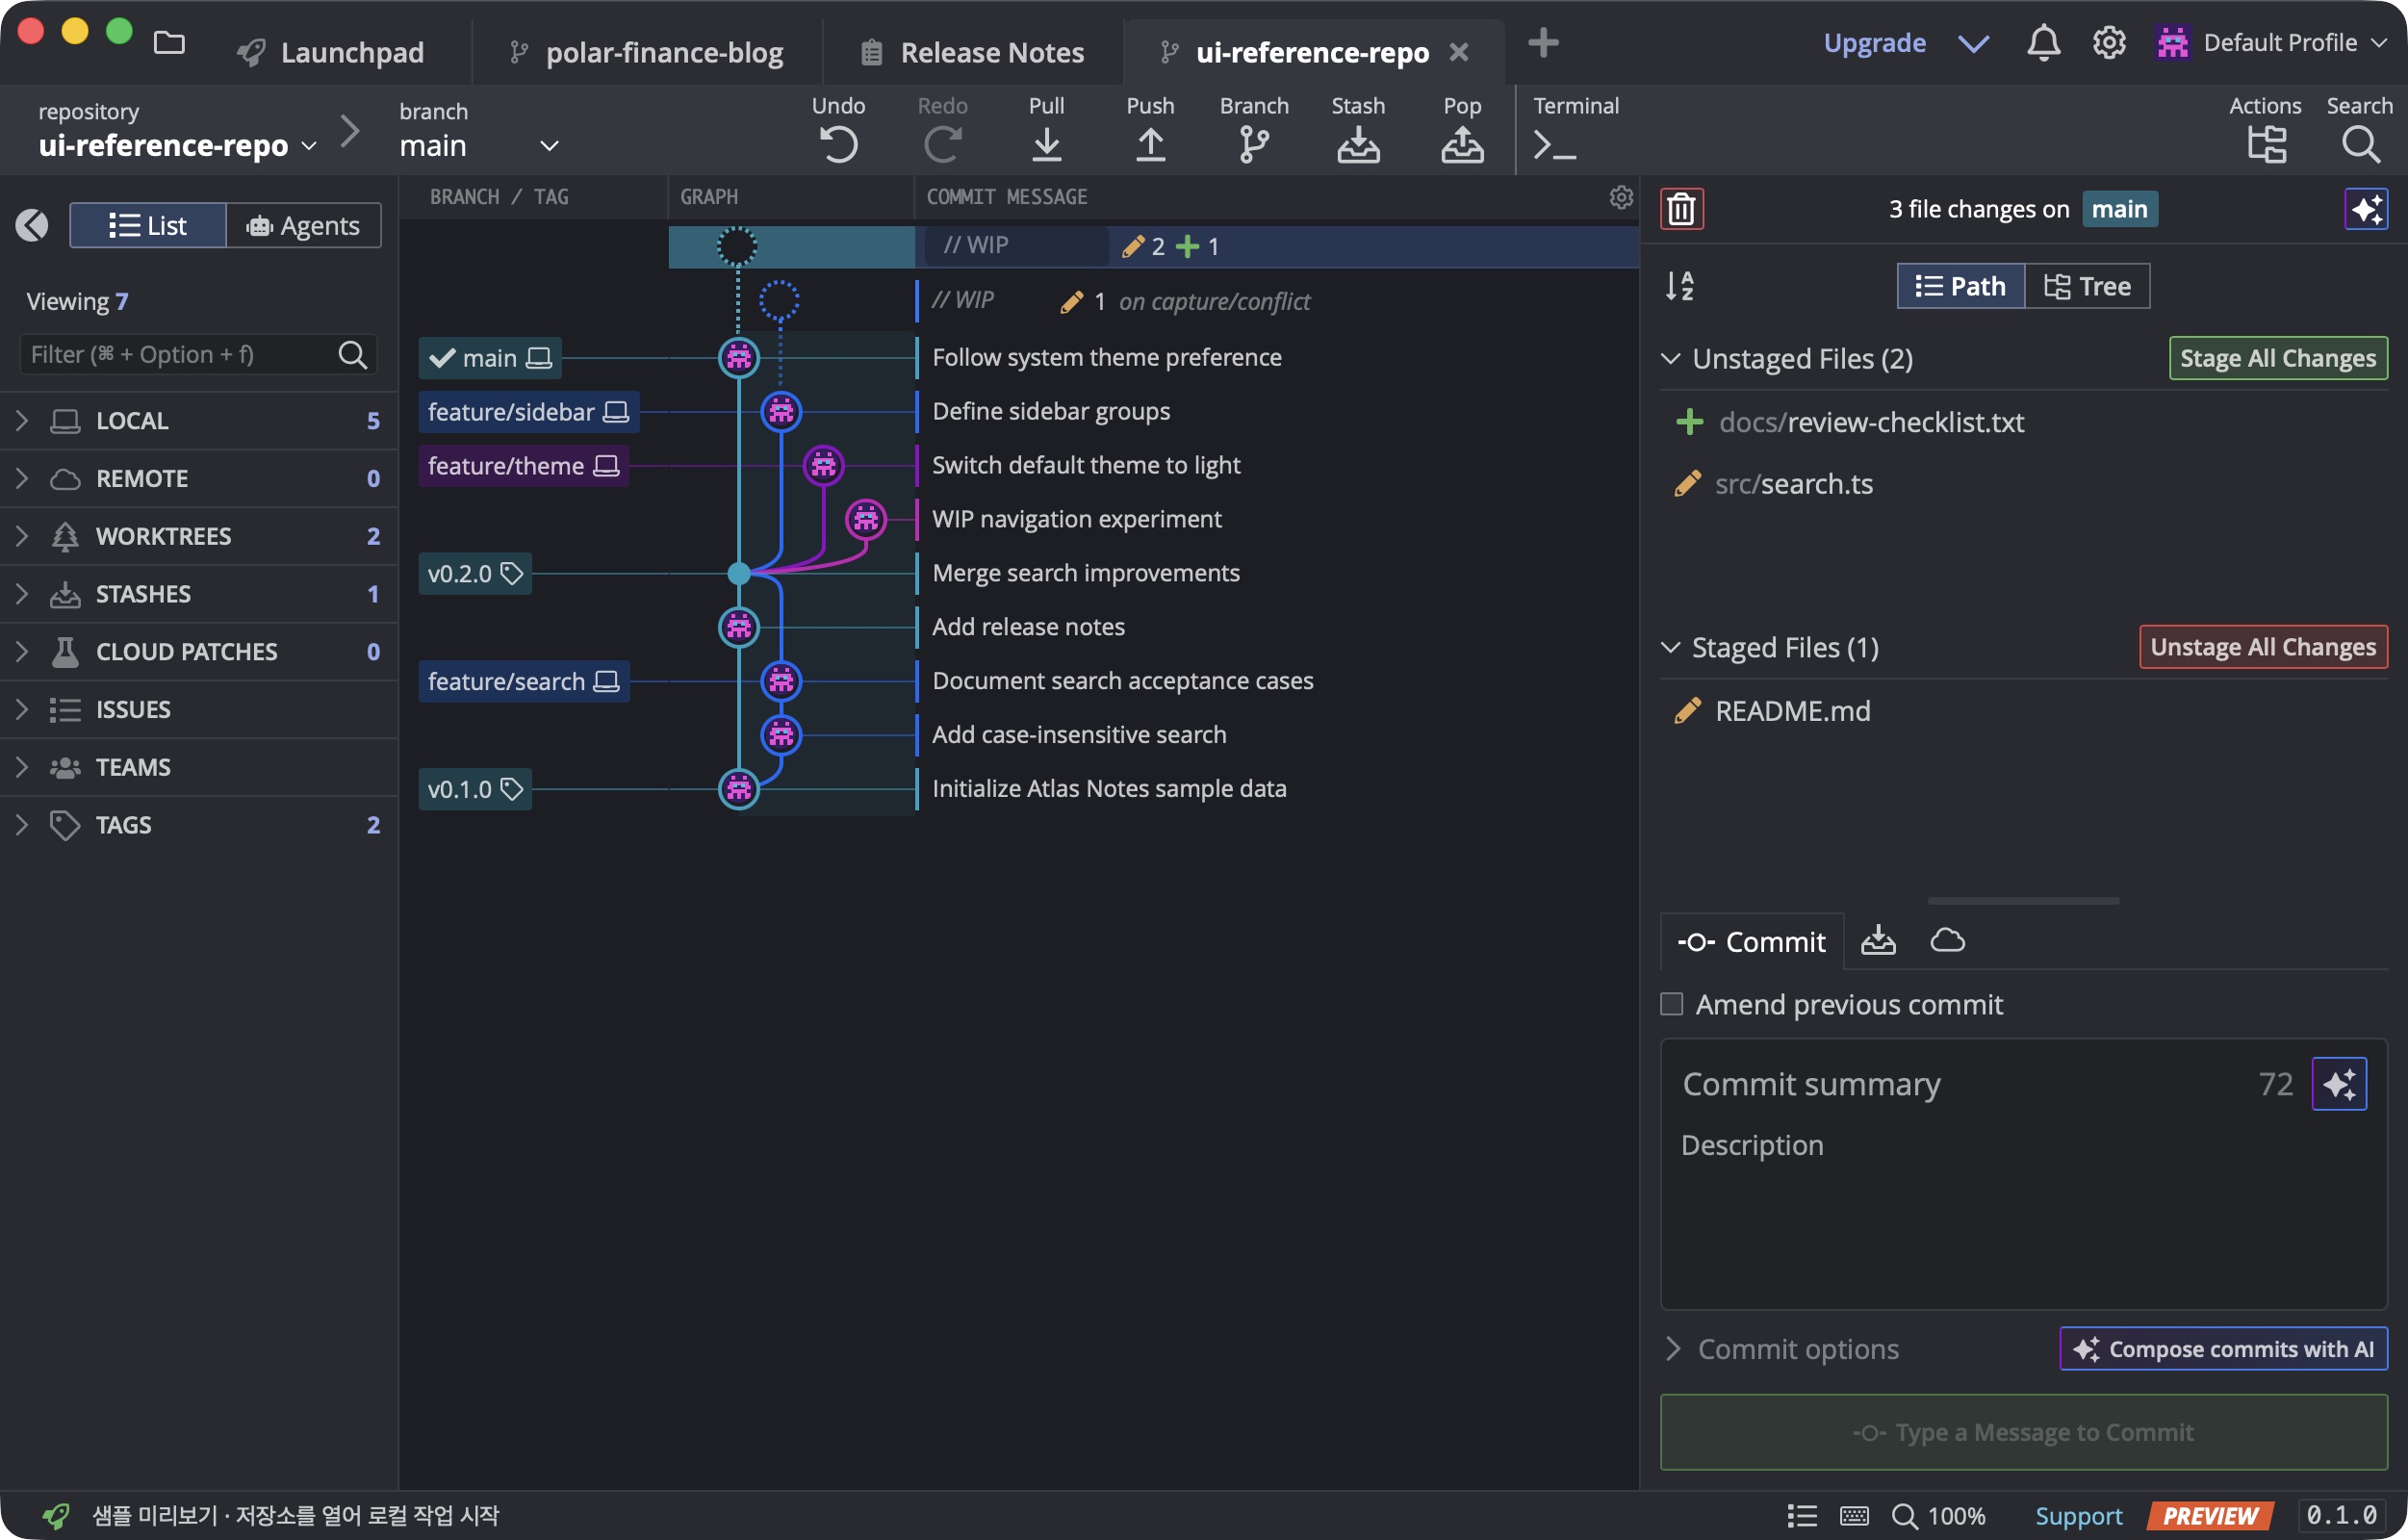 Launchpad
polar-finance-blog
Release Notes
ui-reference-repo
Upgrade
Default Profile
repository
ui-reference-repo
branch
main
Undo
Redo
Pull
Push
Branch
Stash
Pop
Terminal
Actions
Search
List
Agents
Viewing 7
Filter (⌘ + Option + f)
LOCAL 5
REMOTE 0
WORKTREES 2
STASHES 1
CLOUD PATCHES 0
ISSUES
TEAMS
TAGS 2
BRANCH / TAG
GRAPH
COMMIT MESSAGE
// WIP 2 1
// WIP 1 on capture/conflict
main
Follow system theme preference
feature/sidebar
Define sidebar groups
feature/theme
Switch default theme to light
WIP navigation experiment
v0.2.0
Merge search improvements
Add release notes
feature/search
Document search acceptance cases
Add case-insensitive search
v0.1.0
Initialize Atlas Notes sample data
3 file changes on main
Path
Tree
Unstaged Files (2)
Stage All Changes
docs/review-checklist.txt
src/search.ts
Staged Files (1)
Unstage All Changes
README.md
Commit
Amend previous commit
Commit summary 72
Description
Commit options
Compose commits with AI
Type a Message to Commit
샘플 미리보기 · 저장소를 열어 로컬 작업 시작
100%
Support
PREVIEW
0.1.0